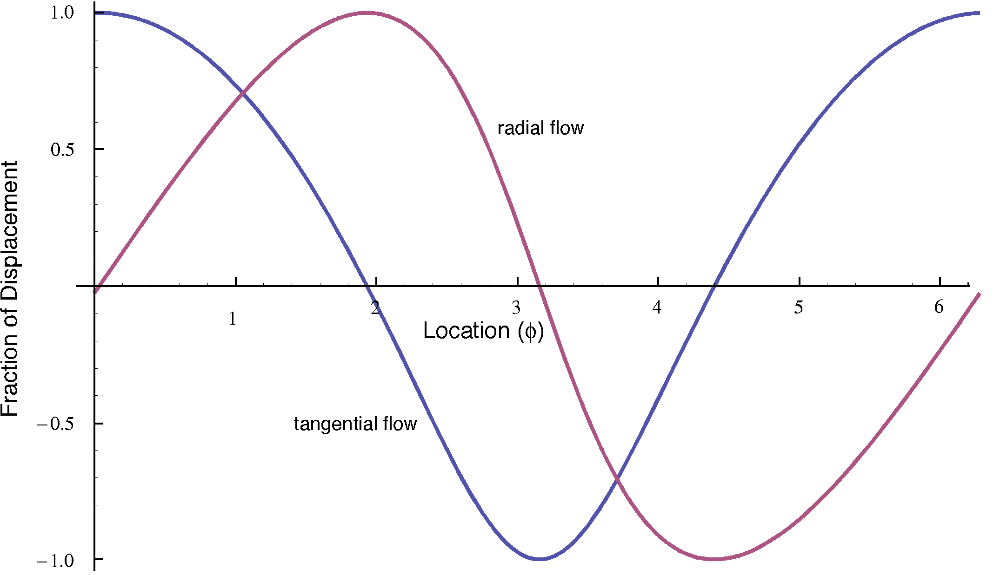 1.0
0.5
−0.5
−1.0
Fraction of Displacement
radial flow
tangential flow
1
2
3
4
5
6
Location (ϕ)